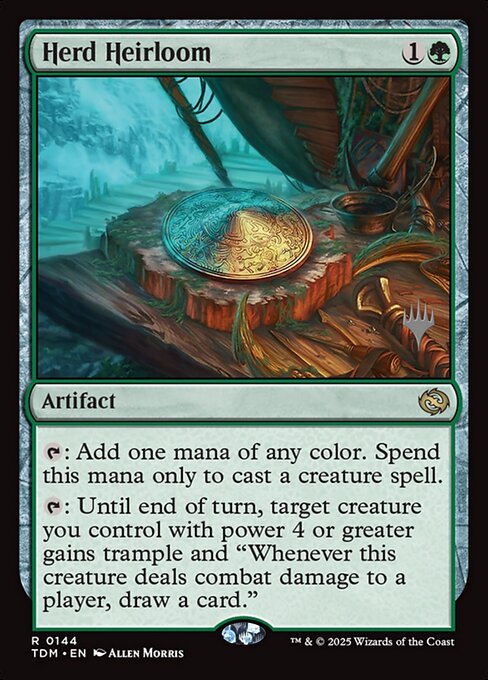 Herd Heirloom 1
Artifact
: Add one mana of any color. Spend
this mana only to cast a creature spell.
: Until end of turn, target creature
you control with power 4 or greater
gains trample and “Whenever this
creature deals combat damage to a
player, draw a card.”
R 0144
TDM • EN ALLEN MORRIS
™ & © 2025 Wizards of the Coast